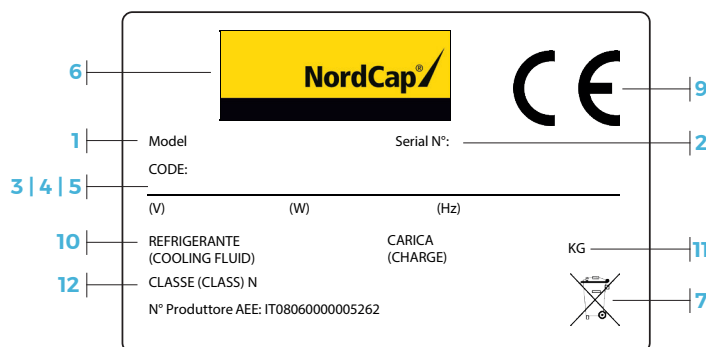 6
NordCap®
CE
9
1
Model
Serial N°:
2
CODE:
3 | 4 | 5
(V) (W) (Hz)
10
REFRIGERANTE
(COOLING FLUID)
CARICA
(CHARGE)
KG
11
12
CLASSE (CLASS) N
N° Produttore AEE: IT08060000005262
7